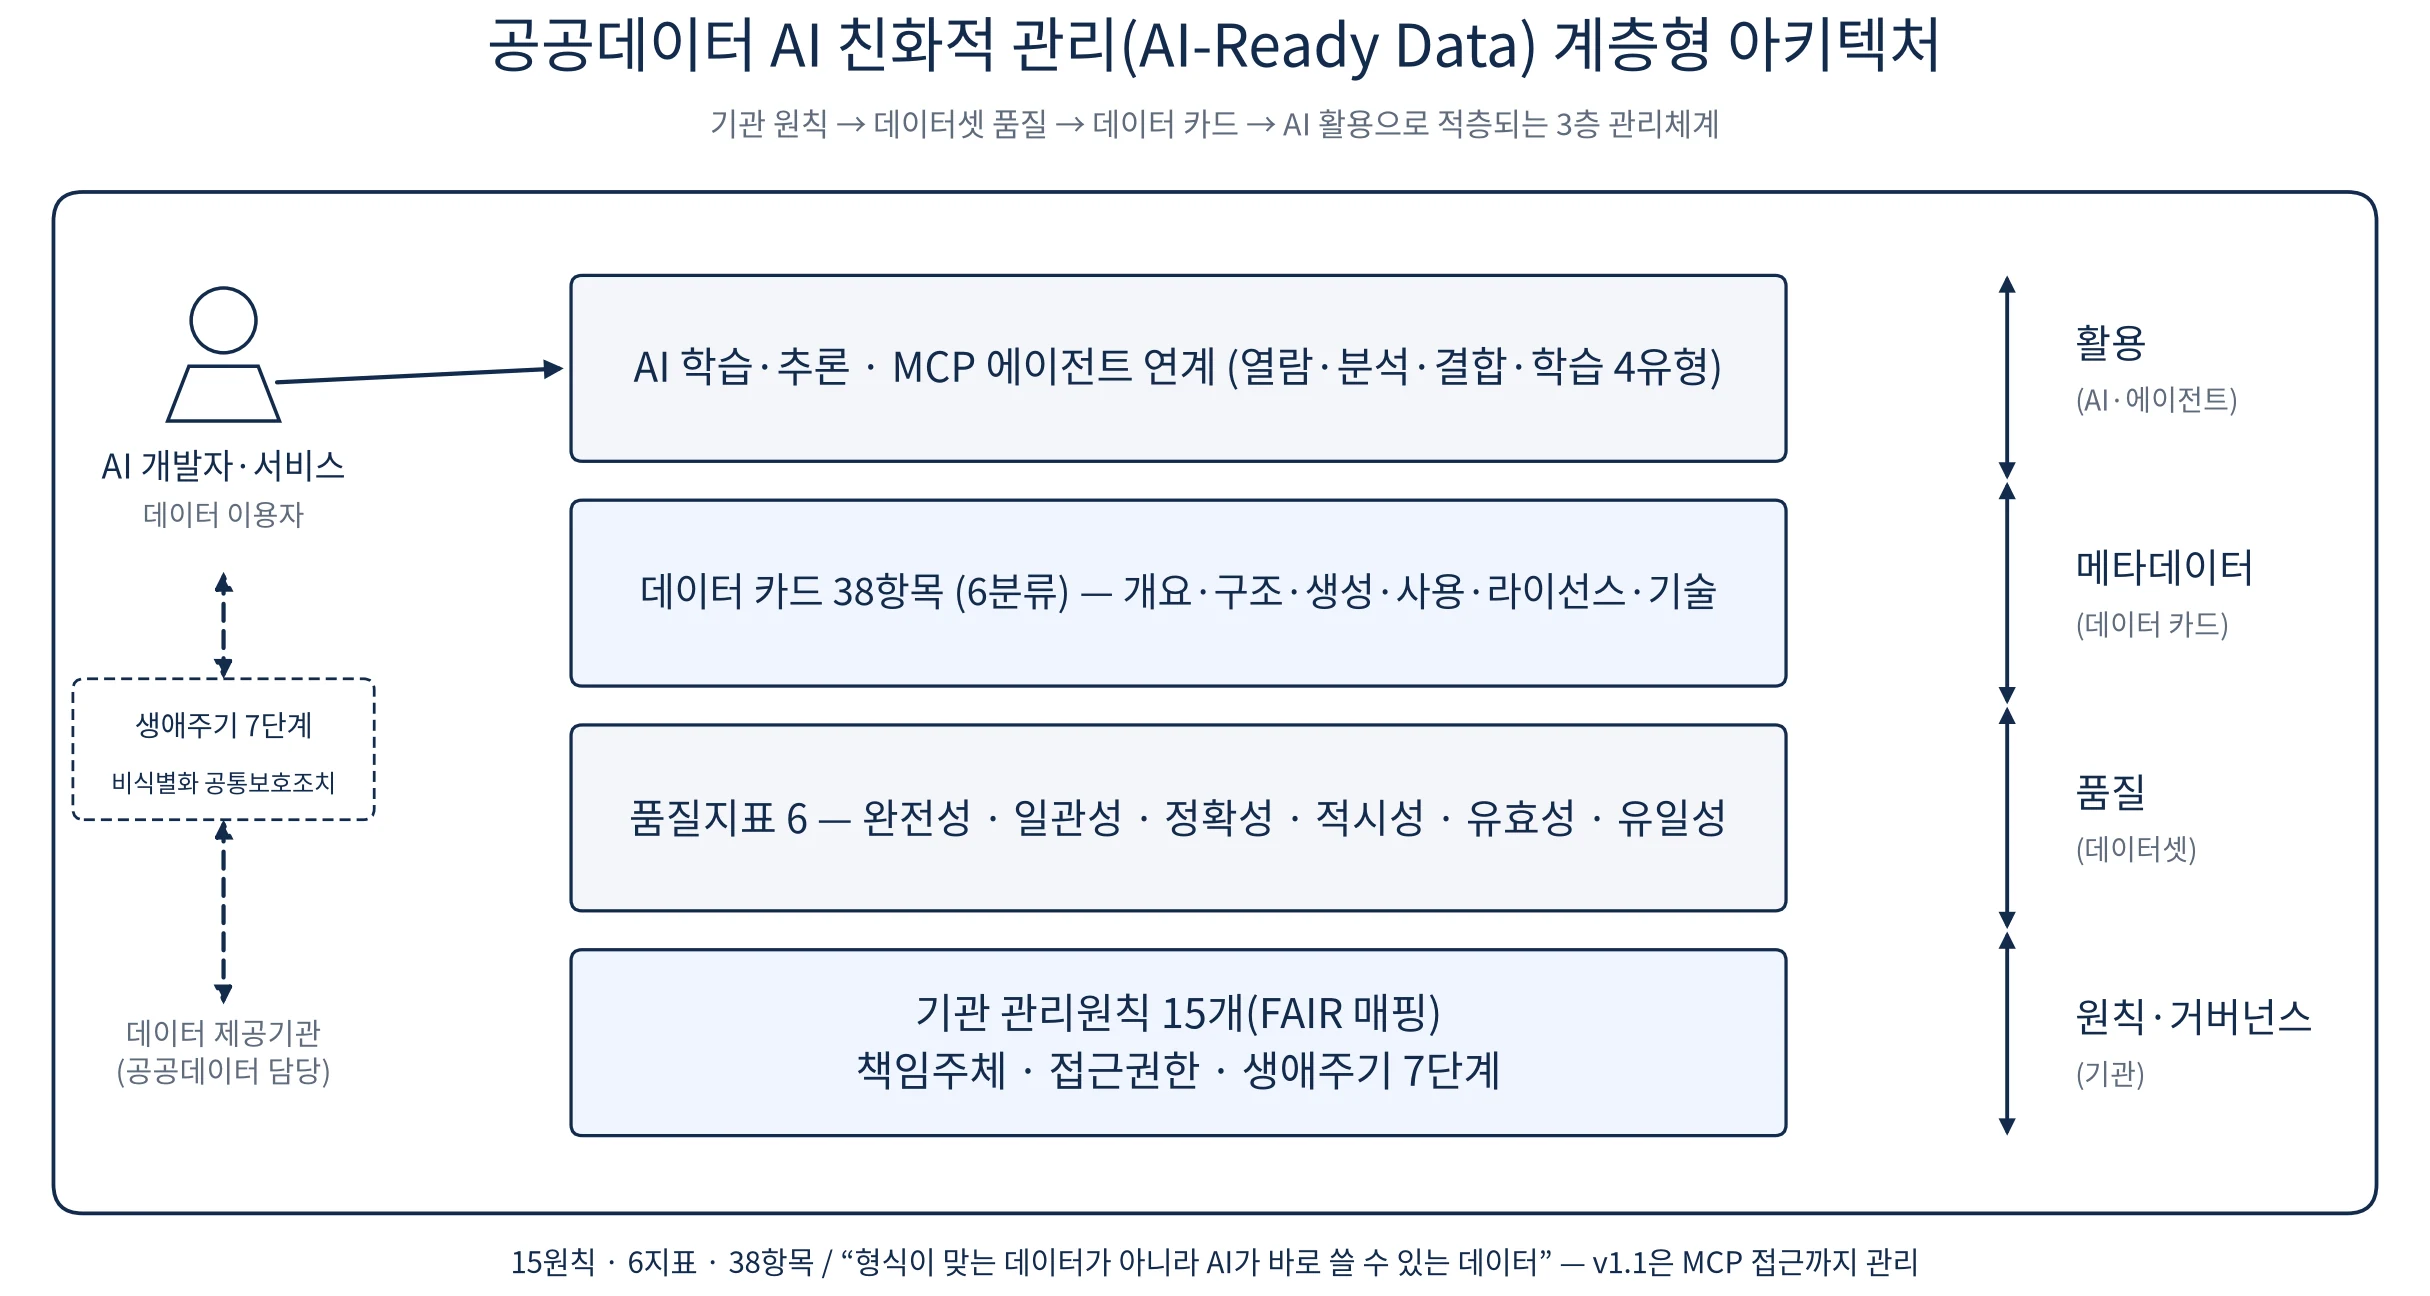 공공데이터 AI 친화적 관리(AI-Ready Data) 계층형 아키텍처
기관 원칙 → 데이터셋 품질 → 데이터 카드 → AI 활용으로 적층되는 3층 관리체계
AI 개발자·서비스
데이터 이용자
생애주기 7단계
비식별화 공통보호조치
데이터 제공기관
(공공데이터 담당)
AI 학습·추론 · MCP 에이전트 연계 (열람·분석·결합·학습 4유형)
데이터 카드 38항목 (6분류) — 개요·구조·생성·사용·라이선스·기술
품질지표 6 — 완전성 · 일관성 · 정확성 · 적시성 · 유효성 · 유일성
기관 관리원칙 15개(FAIR 매핑)
책임주체 · 접근권한 · 생애주기 7단계
활용
(AI·에이전트)
메타데이터
(데이터 카드)
품질
(데이터셋)
원칙·거버넌스
(기관)
15원칙 · 6지표 · 38항목 / “형식이 맞는 데이터가 아니라 AI가 바로 쓸 수 있는 데이터” — v1.1은 MCP 접근까지 관리